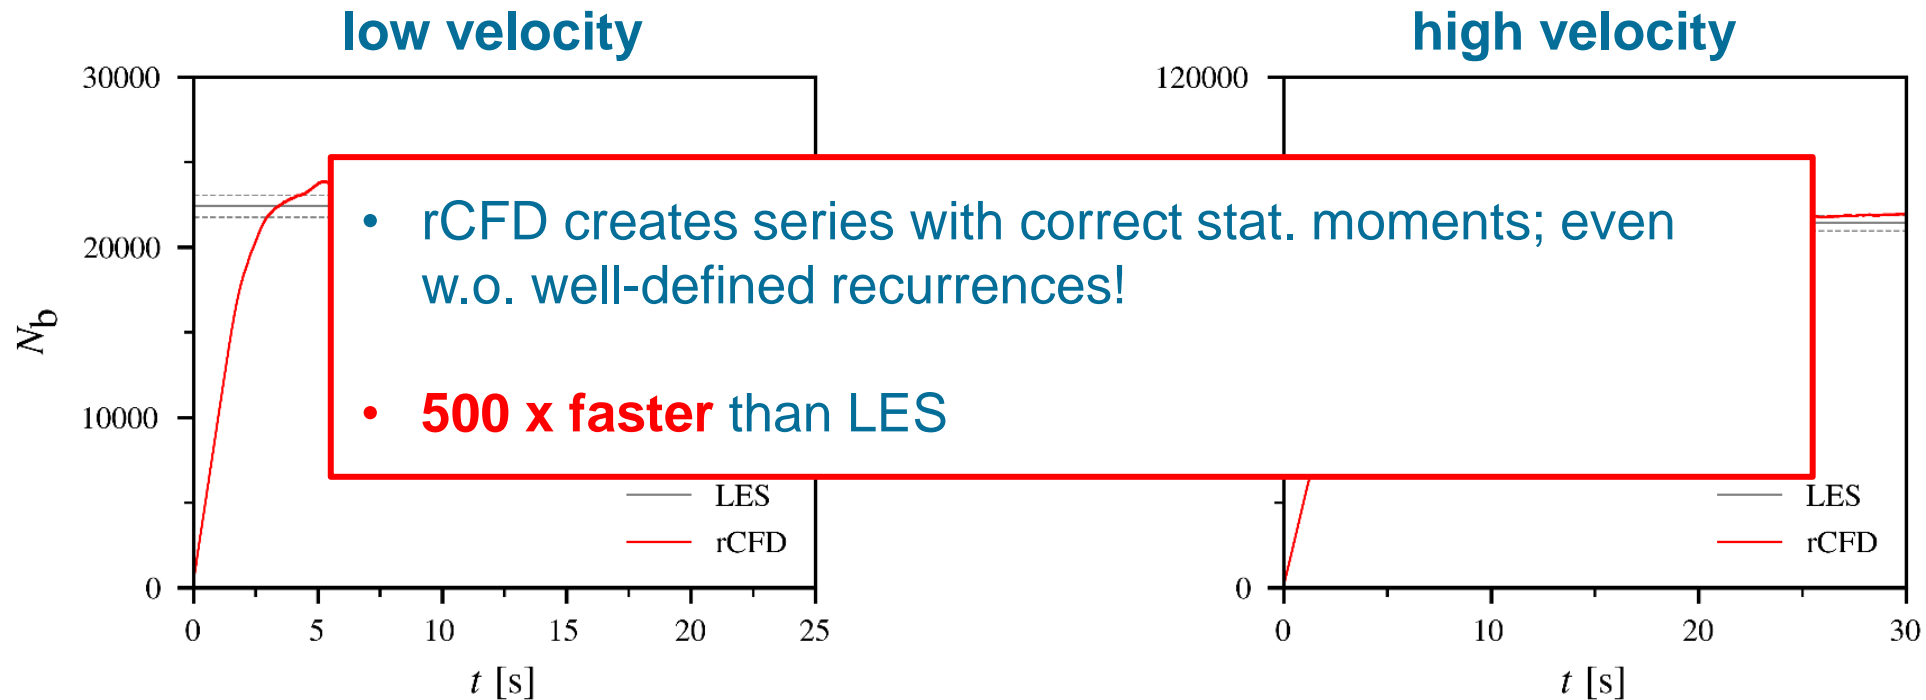 low velocity
high velocity
30000
20000
10000
0
N_b
0 5 10 15 20 25
t [s]
LES
rCFD
120000
0
0 10 20 30
t [s]
LES
rCFD
• rCFD creates series with correct stat. moments; even
w.o. well-defined recurrences!
• 500 x faster than LES